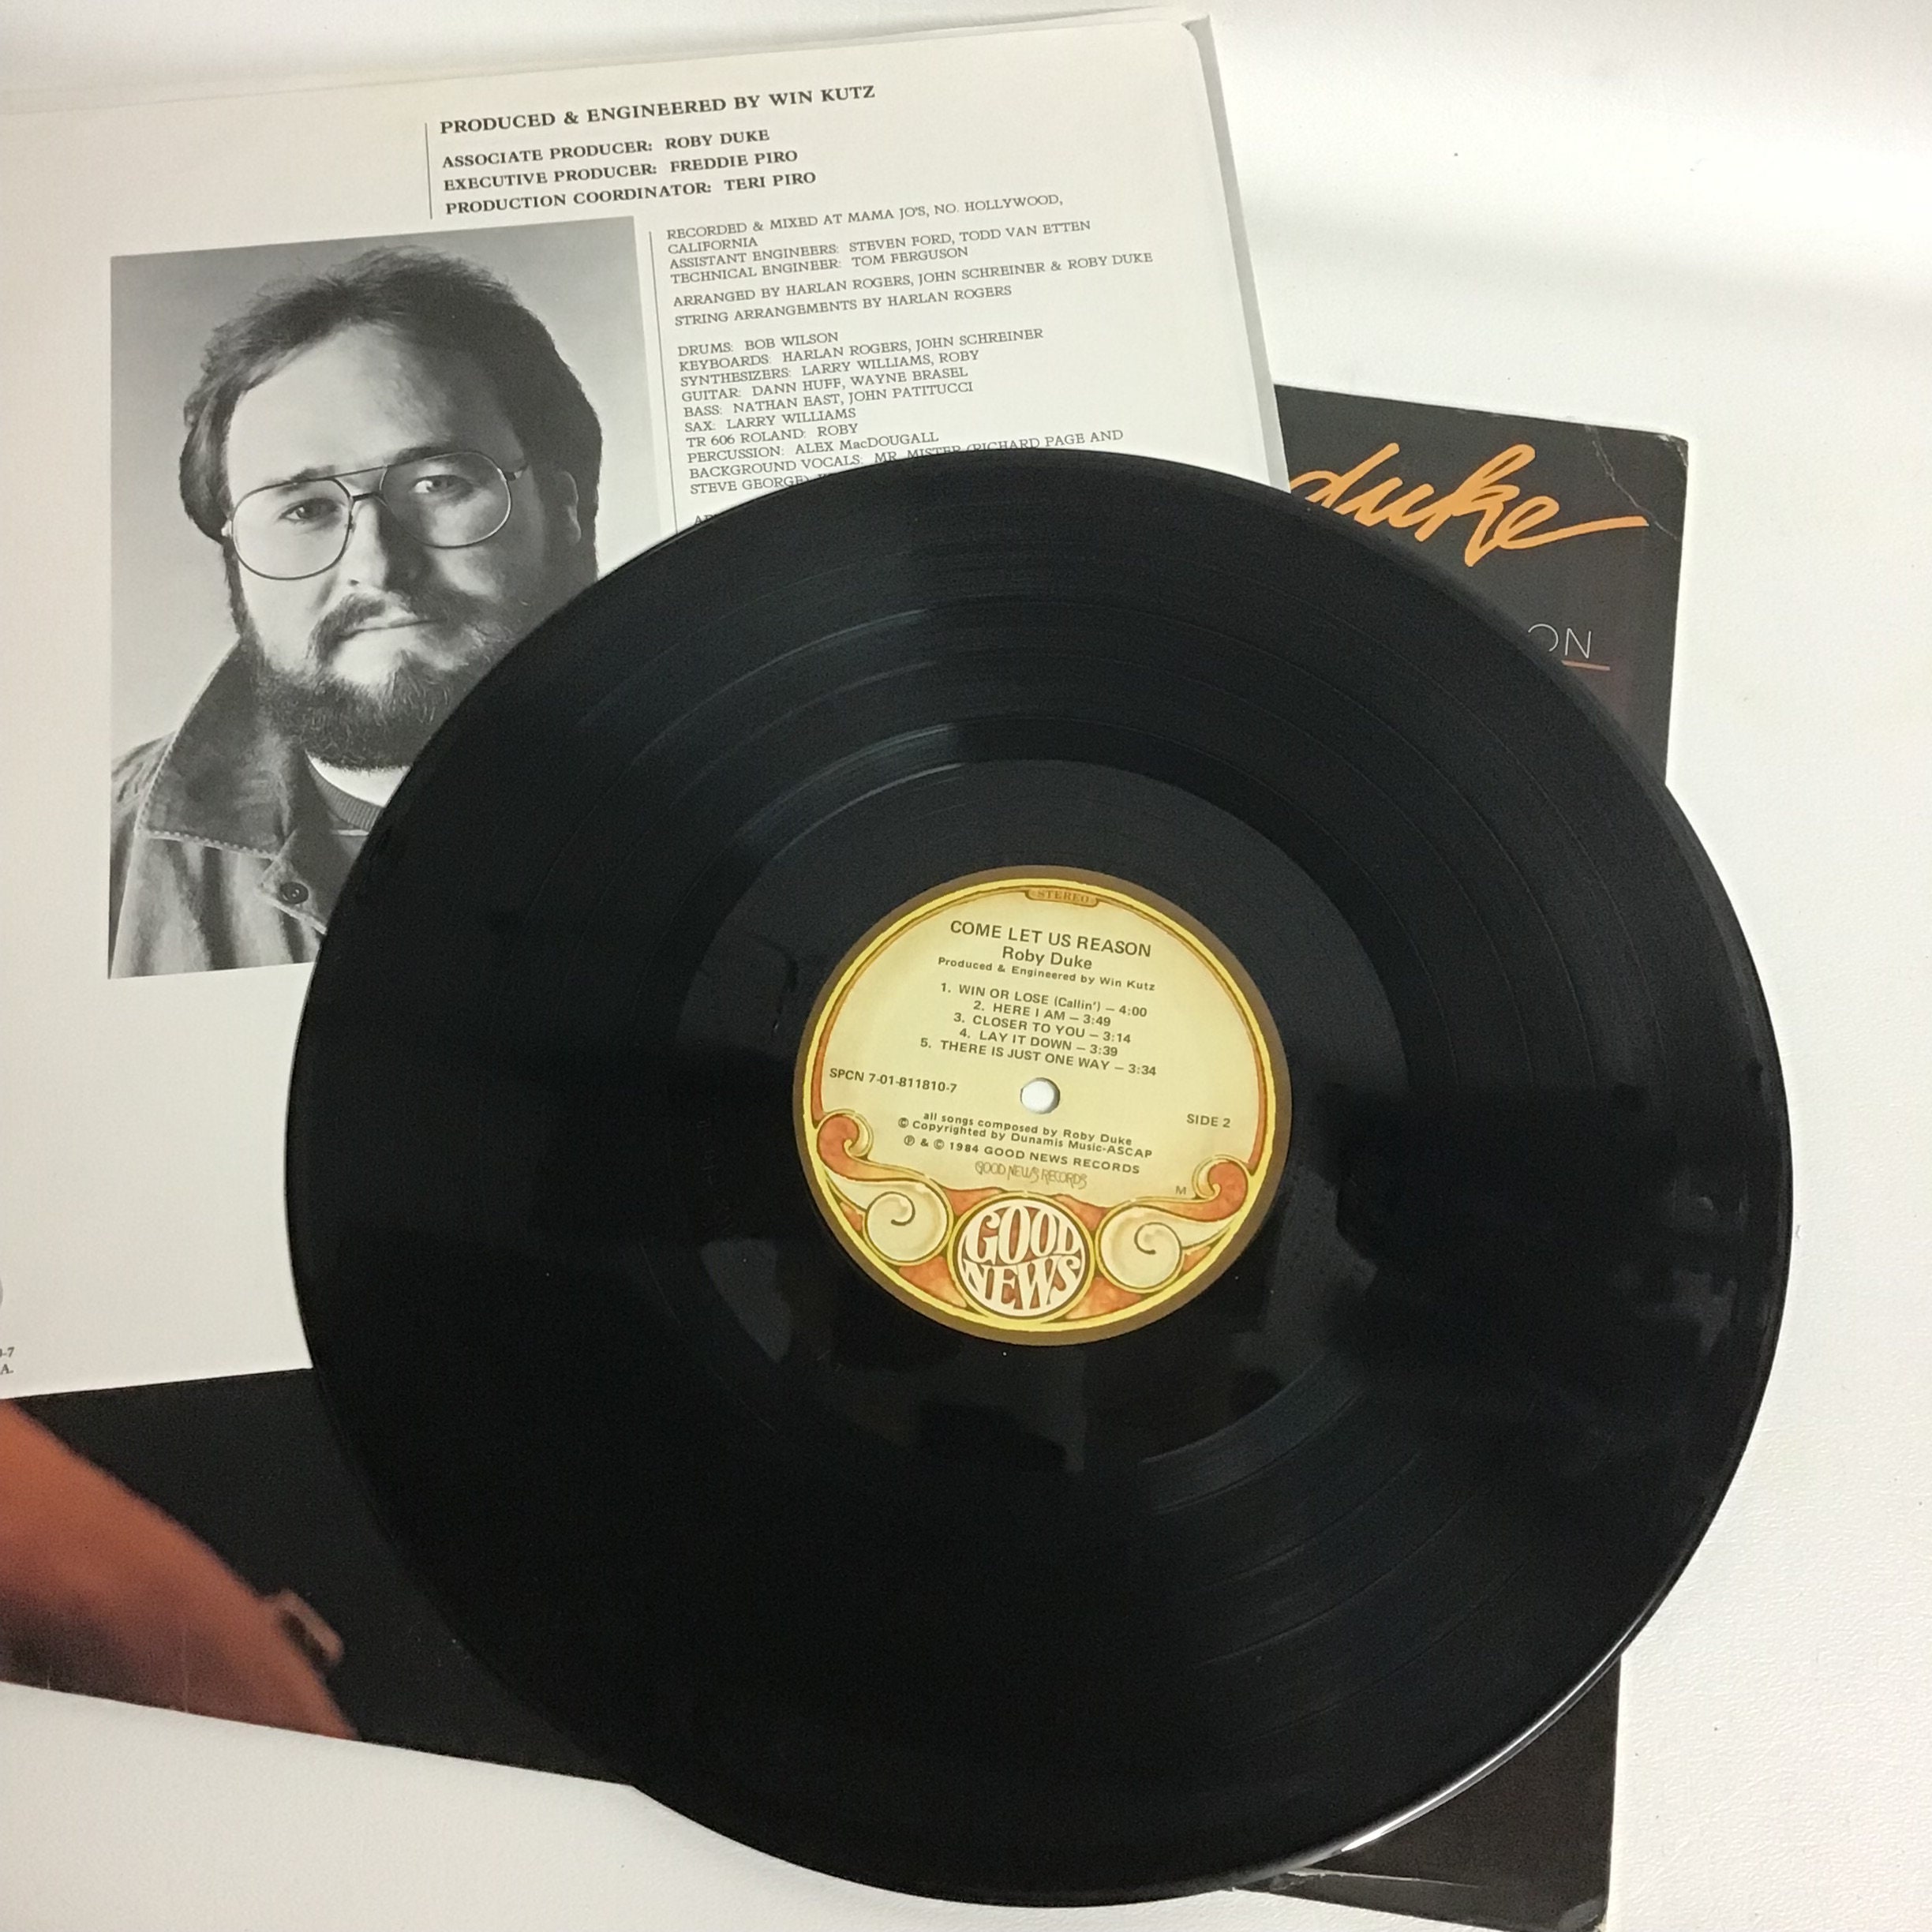 PRODUCED & ENGINEERED BY WIN KUTZ
ASSOCIATE PRODUCER: ROBY DUKE
EXECUTIVE PRODUCER: FREDDIE PIRO
PRODUCTION COORDINATOR: TERI PIRO
RECORDED & MIXED AT MAMA JO'S, NO. HOLLYWOOD,
CALIFORNIA
ASSISTANT ENGINEERS: STEVEN FORD, TODD VAN ETTEN
TECHNICAL ENGINEER: TOM FERGUSON
ARRANGED BY HARLAN ROGERS, JOHN SCHREINER & ROBY DUKE
STRING ARRANGEMENTS BY HARLAN ROGERS
DRUMS: BOB WILSON
KEYBOARDS: HARLAN ROGERS, JOHN SCHREINER
SYNTHESIZERS: LARRY WILLIAMS, ROBY
GUITAR: DANN HUFF, WAYNE BRASEL
BASS: NATHAN EAST, JOHN PATITUCCI
SAX: LARRY WILLIAMS
TR 606 ROLAND: ROBY
PERCUSSION: ALEX MacDOUGALL
BACKGROUND VOCALS: MR. MISTER (RICHARD PAGE AND
STEVE GEORGE)
duke
ON
STEREO
COME LET US REASON
Roby Duke
Produced & Engineered by Win Kutz
1. WIN OR LOSE (Callin') – 4:00
2. HERE I AM – 3:49
3. CLOSER TO YOU – 3:14
4. LAY IT DOWN – 3:39
5. THERE IS JUST ONE WAY – 3:34
SPCN 7-01-811810-7
SIDE 2
all songs composed by Roby Duke
© Copyrighted by Dunamis Music-ASCAP
℗ & © 1984 GOOD NEWS RECORDS
GOOD NEWS RECORDS
M
GOOD
NEWS
-7
A.